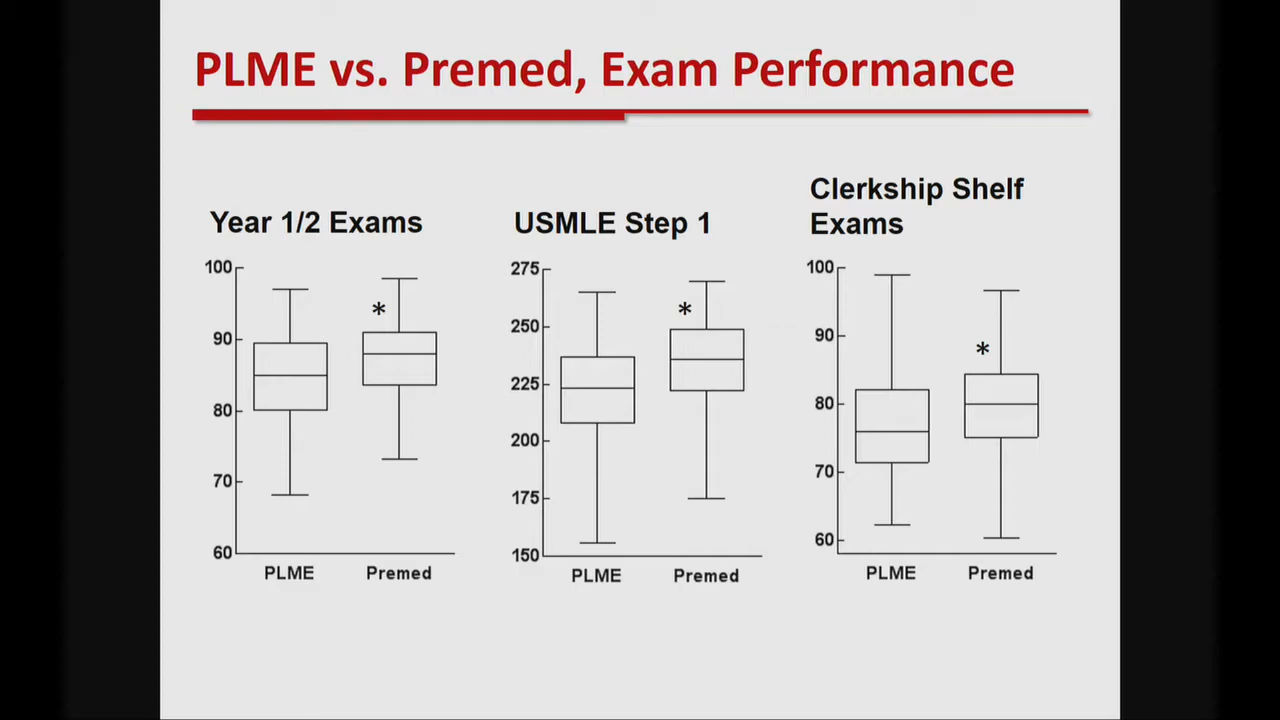 PLME vs. Premed, Exam Performance
Year 1/2 Exams
100
90
80
70
60
*
PLME
Premed
USMLE Step 1
275
250
225
200
175
150
*
PLME
Premed
Clerkship Shelf
Exams
100
90
80
70
60
*
PLME
Premed